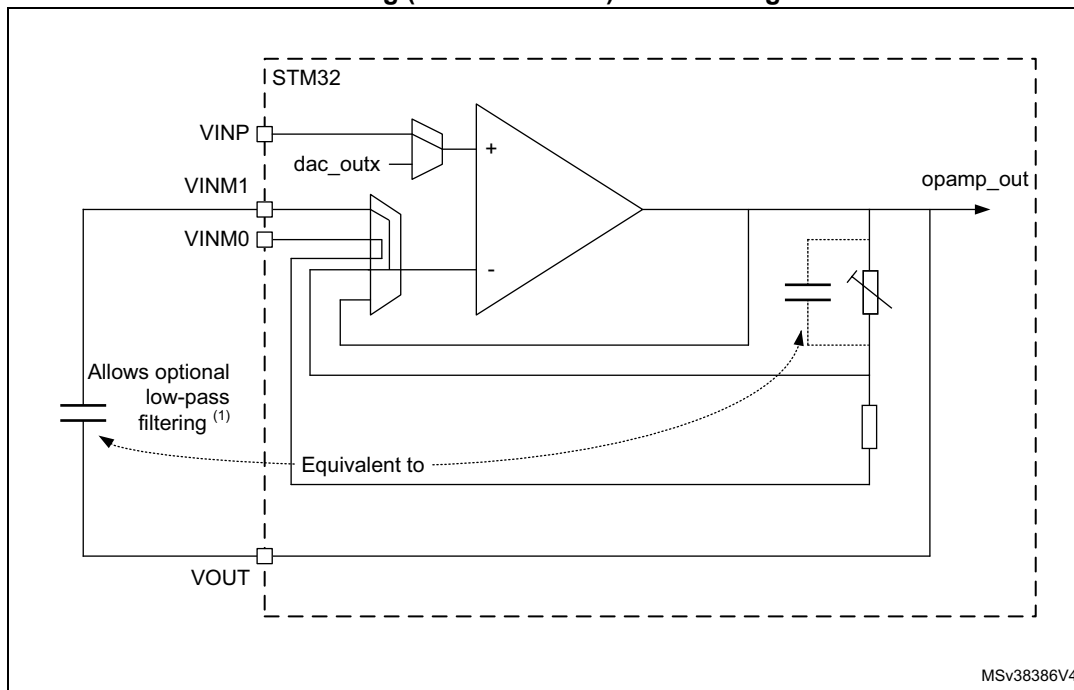 STM32
VINP
+
dac_outx
VINM1
opamp_out
VINM0
-
Allows optional
low-pass
filtering (1)
Equivalent to
VOUT
MSv38386V4